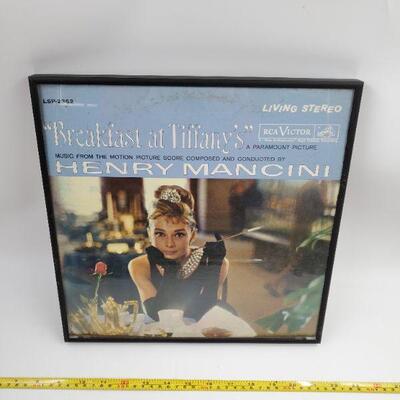 LSP-2362
LIVING STEREO
"Breakfast at Tiffany's"
RCA VICTOR
A PARAMOUNT PICTURE
MUSIC FROM THE MOTION PICTURE SCORE COMPOSED AND CONDUCTED BY
HENRY MANCINI